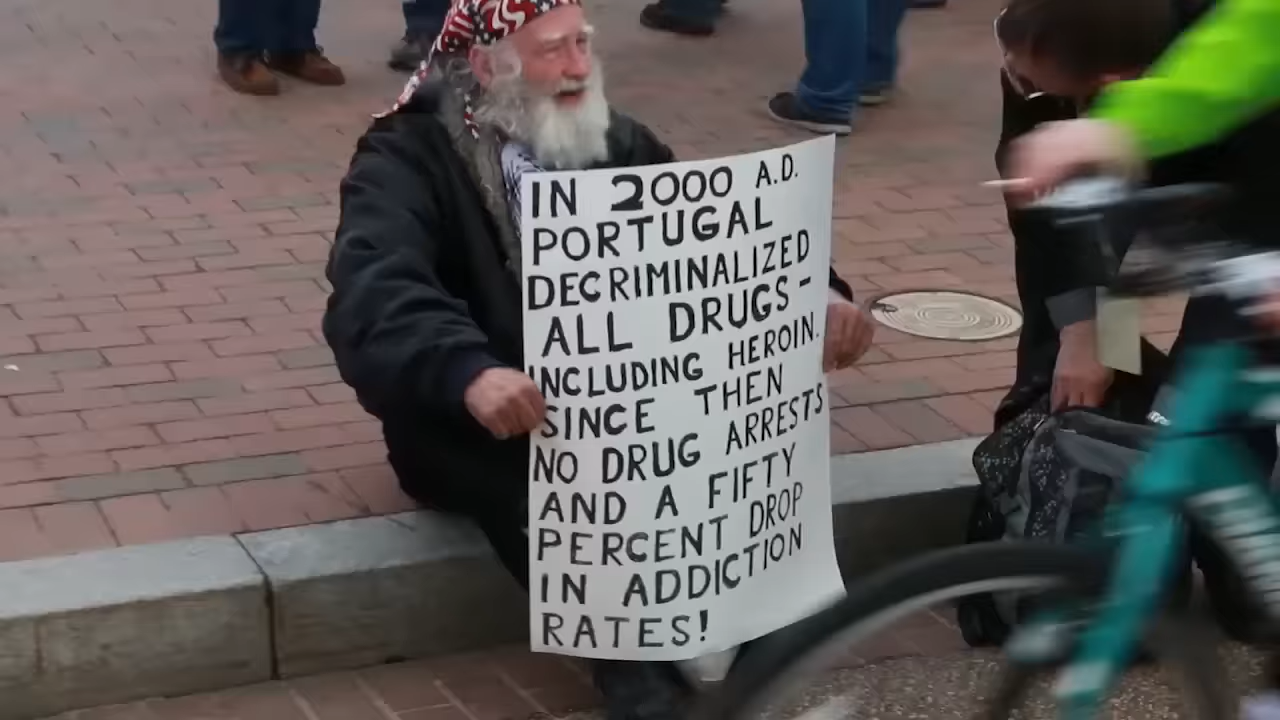 IN 2000 A.D.
PORTUGAL
DECRIMINALIZED
ALL DRUGS-
INCLUDING HEROIN.
SINCE THEN
NO DRUG ARRESTS
AND A FIFTY
PERCENT DROP
IN ADDICTION
RATES!